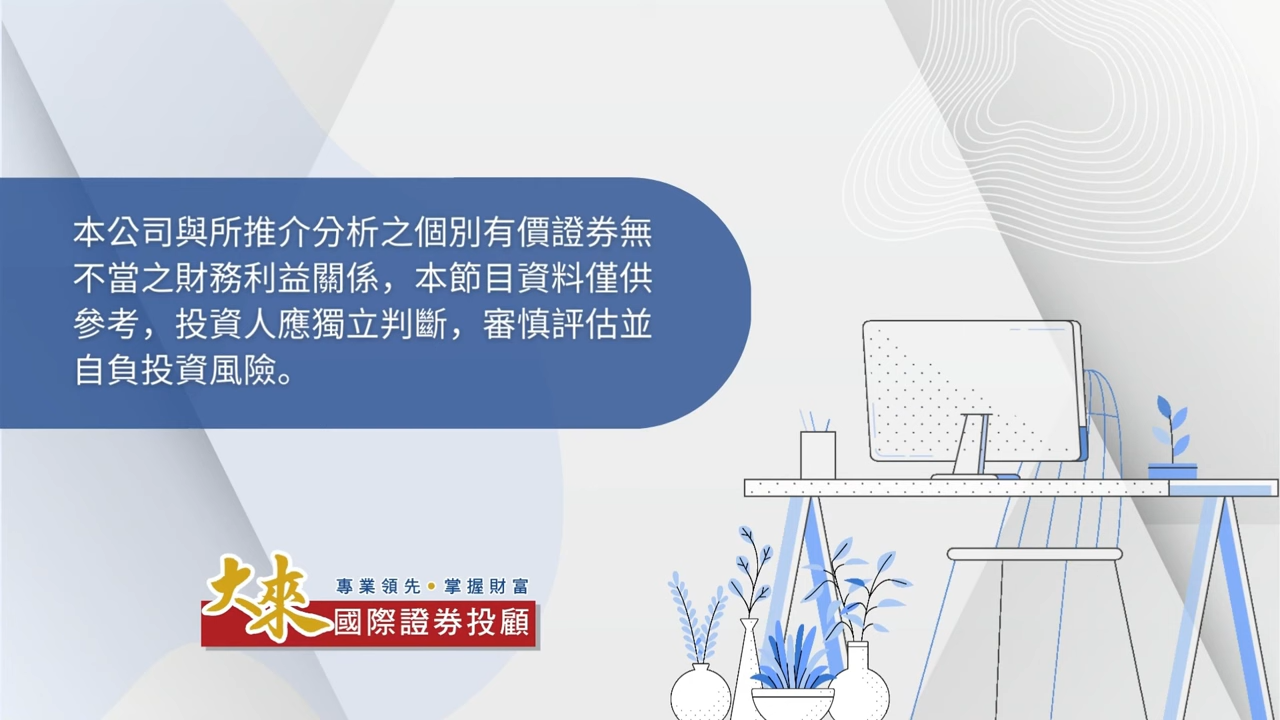 本公司與所推介分析之個別有價證券無
不當之財務利益關係，本節目資料僅供
參考，投資人應獨立判斷，審慎評估並
自負投資風險。
大來
專業領先•掌握財富
國際證券投顧